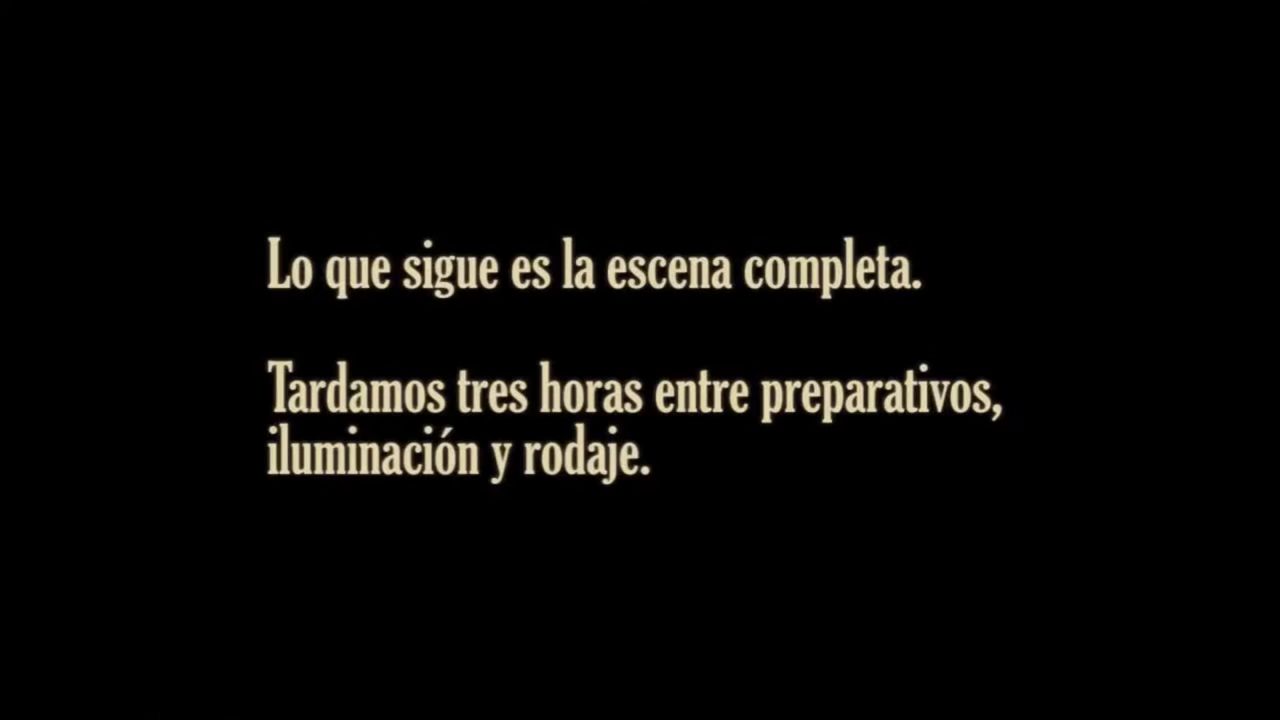 Lo que sigue es la escena completa.
Tardamos tres horas entre preparativos,
iluminación y rodaje.